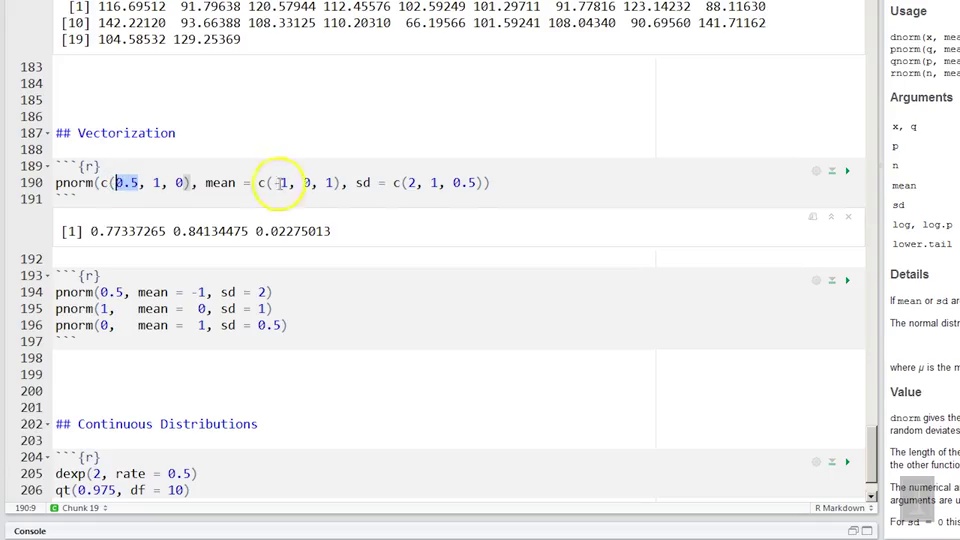 [1] 116.69512 91.79638 120.57944 112.45576 102.59249 101.29711 91.77816 123.14232 88.11630
[10] 142.22120 93.66388 108.33125 110.20310 66.19566 101.59241 108.04340 90.69560 141.71162
[19] 104.58532 129.25369
183
184
185
186
187 ## Vectorization
188
189 ```{r}
190 pnorm(c(0.5, 1, 0), mean = c(-1, 0, 1), sd = c(2, 1, 0.5))
191 ```
[1] 0.77337265 0.84134475 0.02275013
192
193 ```{r}
194 pnorm(0.5, mean = -1, sd = 2)
195 pnorm(1, mean = 0, sd = 1)
196 pnorm(0, mean = 1, sd = 0.5)
197 ```
198
199
200
201
202 ## Continuous Distributions
203
204 ```{r}
205 dexp(2, rate = 0.5)
206 qt(0.975, df = 10)
190:9 C Chunk 19 R Markdown
Console
Usage
dnorm(x, mea
pnorm(q, mea
qnorm(p, mea
rnorm(n, mea
Arguments
x, q
p
n
mean
sd
log, log.p
lower.tail
Details
If mean or sd ar
The normal distr
where μ is the m
Value
dnorm gives the
random deviates
The length of the
the other functio
The numerical a
arguments are u
For sd = 0 this